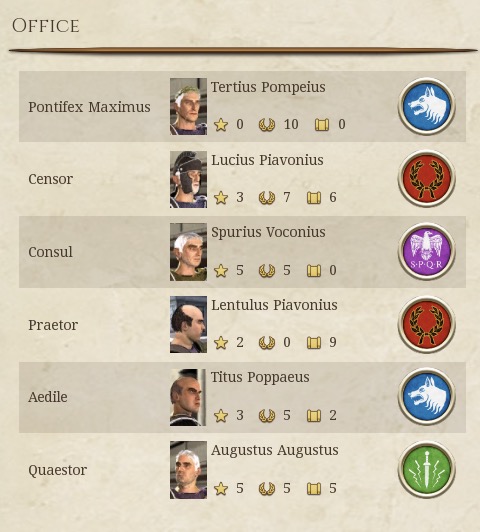 Office
Pontifex Maximus
Tertius Pompeius
0 10 0
Censor
Lucius Piavonius
3 7 6
Consul
Spurius Voconius
5 5 0
S·P·Q·R
Praetor
Lentulus Piavonius
2 0 9
Aedile
Titus Poppaeus
3 5 2
Quaestor
Augustus Augustus
5 5 5